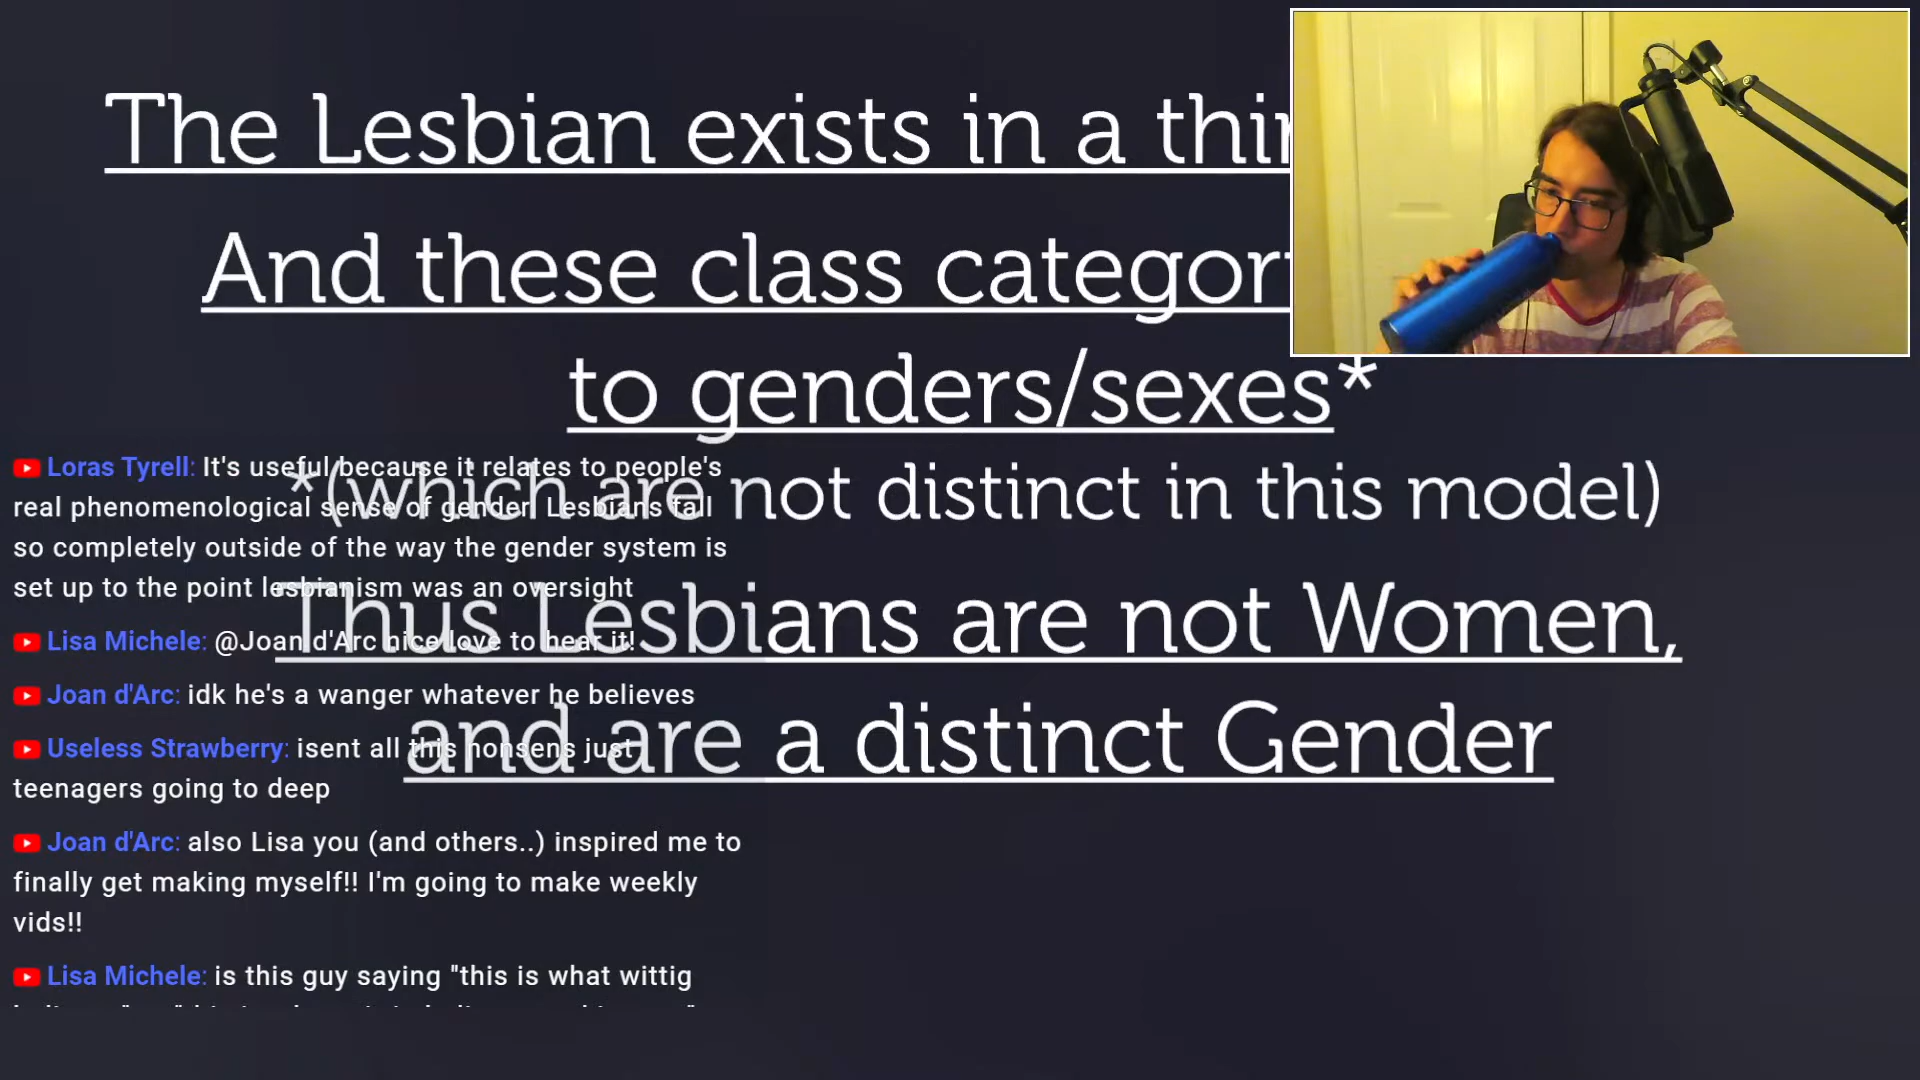 The Lesbian exists in a
And these class
to genders/sexes*
*(which are not distinct in this model)
Thus Lesbians are not Women,
and are a distinct Gender
Loras Tyrell: It's useful because it relates to people's
real phenomenological sense of gender. Lesbians fall
so completely outside of the way the gender system is
set up to the point lesbianism was an oversight
Lisa Michele: @Joan d'Arc nice love to hear it!
Joan d'Arc: idk he's a wanger whatever he believes
Useless Strawberry: isent all this nonsens just
teenagers going to deep
Joan d'Arc: also Lisa you (and others..) inspired me to
finally get making myself!! I'm going to make weekly
vids!!
Lisa Michele: is this guy saying "this is what wittig